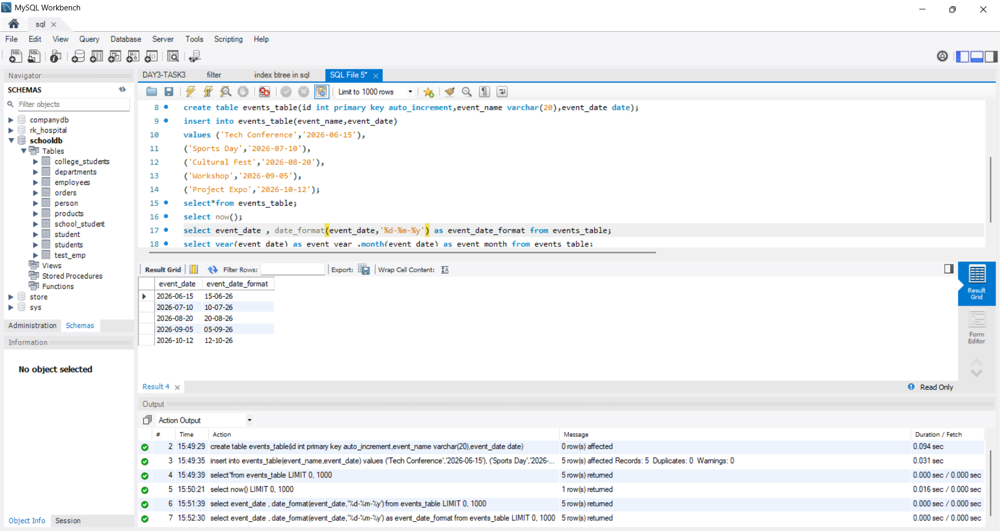 MySQL Workbench
sql
File Edit View Query Database Server Tools Scripting Help
Navigator
SCHEMAS
Filter objects
companydb
rk_hospital
schooldb
Tables
college_students
departments
employees
orders
person
products
school_student
student
students
test_emp
Views
Stored Procedures
Functions
store
sys
Administration Schemas
Information
No object selected
Object Info Session
DAY3-TASK3 filter index btree in sql SQL File 5*
Limit to 1000 rows
8 create table events_table(id int primary key auto_increment,event_name varchar(20),event_date date);
9 insert into events_table(event_name,event_date)
10 values ('Tech Conference','2026-06-15'),
11 ('Sports Day','2026-07-10'),
12 ('Cultural Fest','2026-08-20'),
13 ('Workshop','2026-09-05'),
14 ('Project Expo','2026-10-12');
15 select*from events_table;
16 select now();
17 select event_date , date_format(event_date,'%d-%m-%y') as event_date_format from events_table;
18 select year(event_date) as event_year ,month(event_date) as event_month from events_table;
Result Grid Filter Rows: Export: Wrap Cell Content:
event_date event_date_format
2026-06-15 15-06-26
2026-07-10 10-07-26
2026-08-20 20-08-26
2026-09-05 05-09-26
2026-10-12 12-10-26
Result Grid
Form Editor
Result 4
Read Only
Output
Action Output
# Time Action Message Duration / Fetch
2 15:49:29 create table events_table(id int primary key auto_increment,event_name varchar(20),event_date date) 0 row(s) affected 0.094 sec
3 15:49:35 insert into events_table(event_name,event_date) values ('Tech Conference','2026-06-15'), ('Sports Day','2026-... 5 row(s) affected Records: 5 Duplicates: 0 Warnings: 0 0.031 sec
4 15:49:39 select*from events_table LIMIT 0, 1000 5 row(s) returned 0.000 sec / 0.000 sec
5 15:50:21 select now() LIMIT 0, 1000 1 row(s) returned 0.016 sec / 0.000 sec
6 15:51:39 select event_date , date_format(event_date,'%d-%m-%y') from events_table LIMIT 0, 1000 5 row(s) returned 0.000 sec / 0.000 sec
7 15:52:30 select event_date , date_format(event_date,'%d-%m-%y') as event_date_format from events_table LIMIT 0, 1000 5 row(s) returned 0.000 sec / 0.000 sec